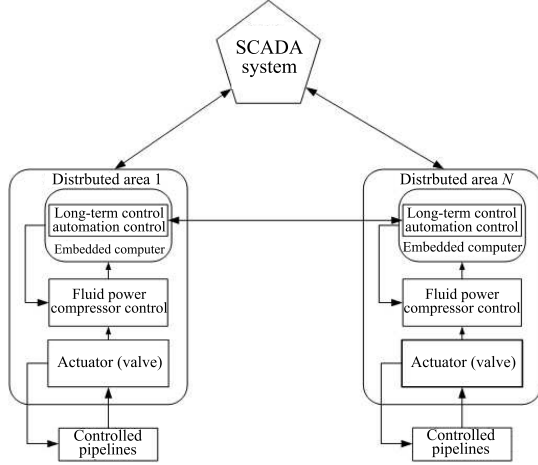 SCADA
system
Distrbuted area 1
Long-term control
automation control
Embedded computer
Fluid power
compressor control
Actuator (valve)
Controlled
pipelines
Distrbuted area N
Long-term control
automation control
Embedded computer
Fluid power
compressor control
Actuator (valve)
Controlled
pipelines